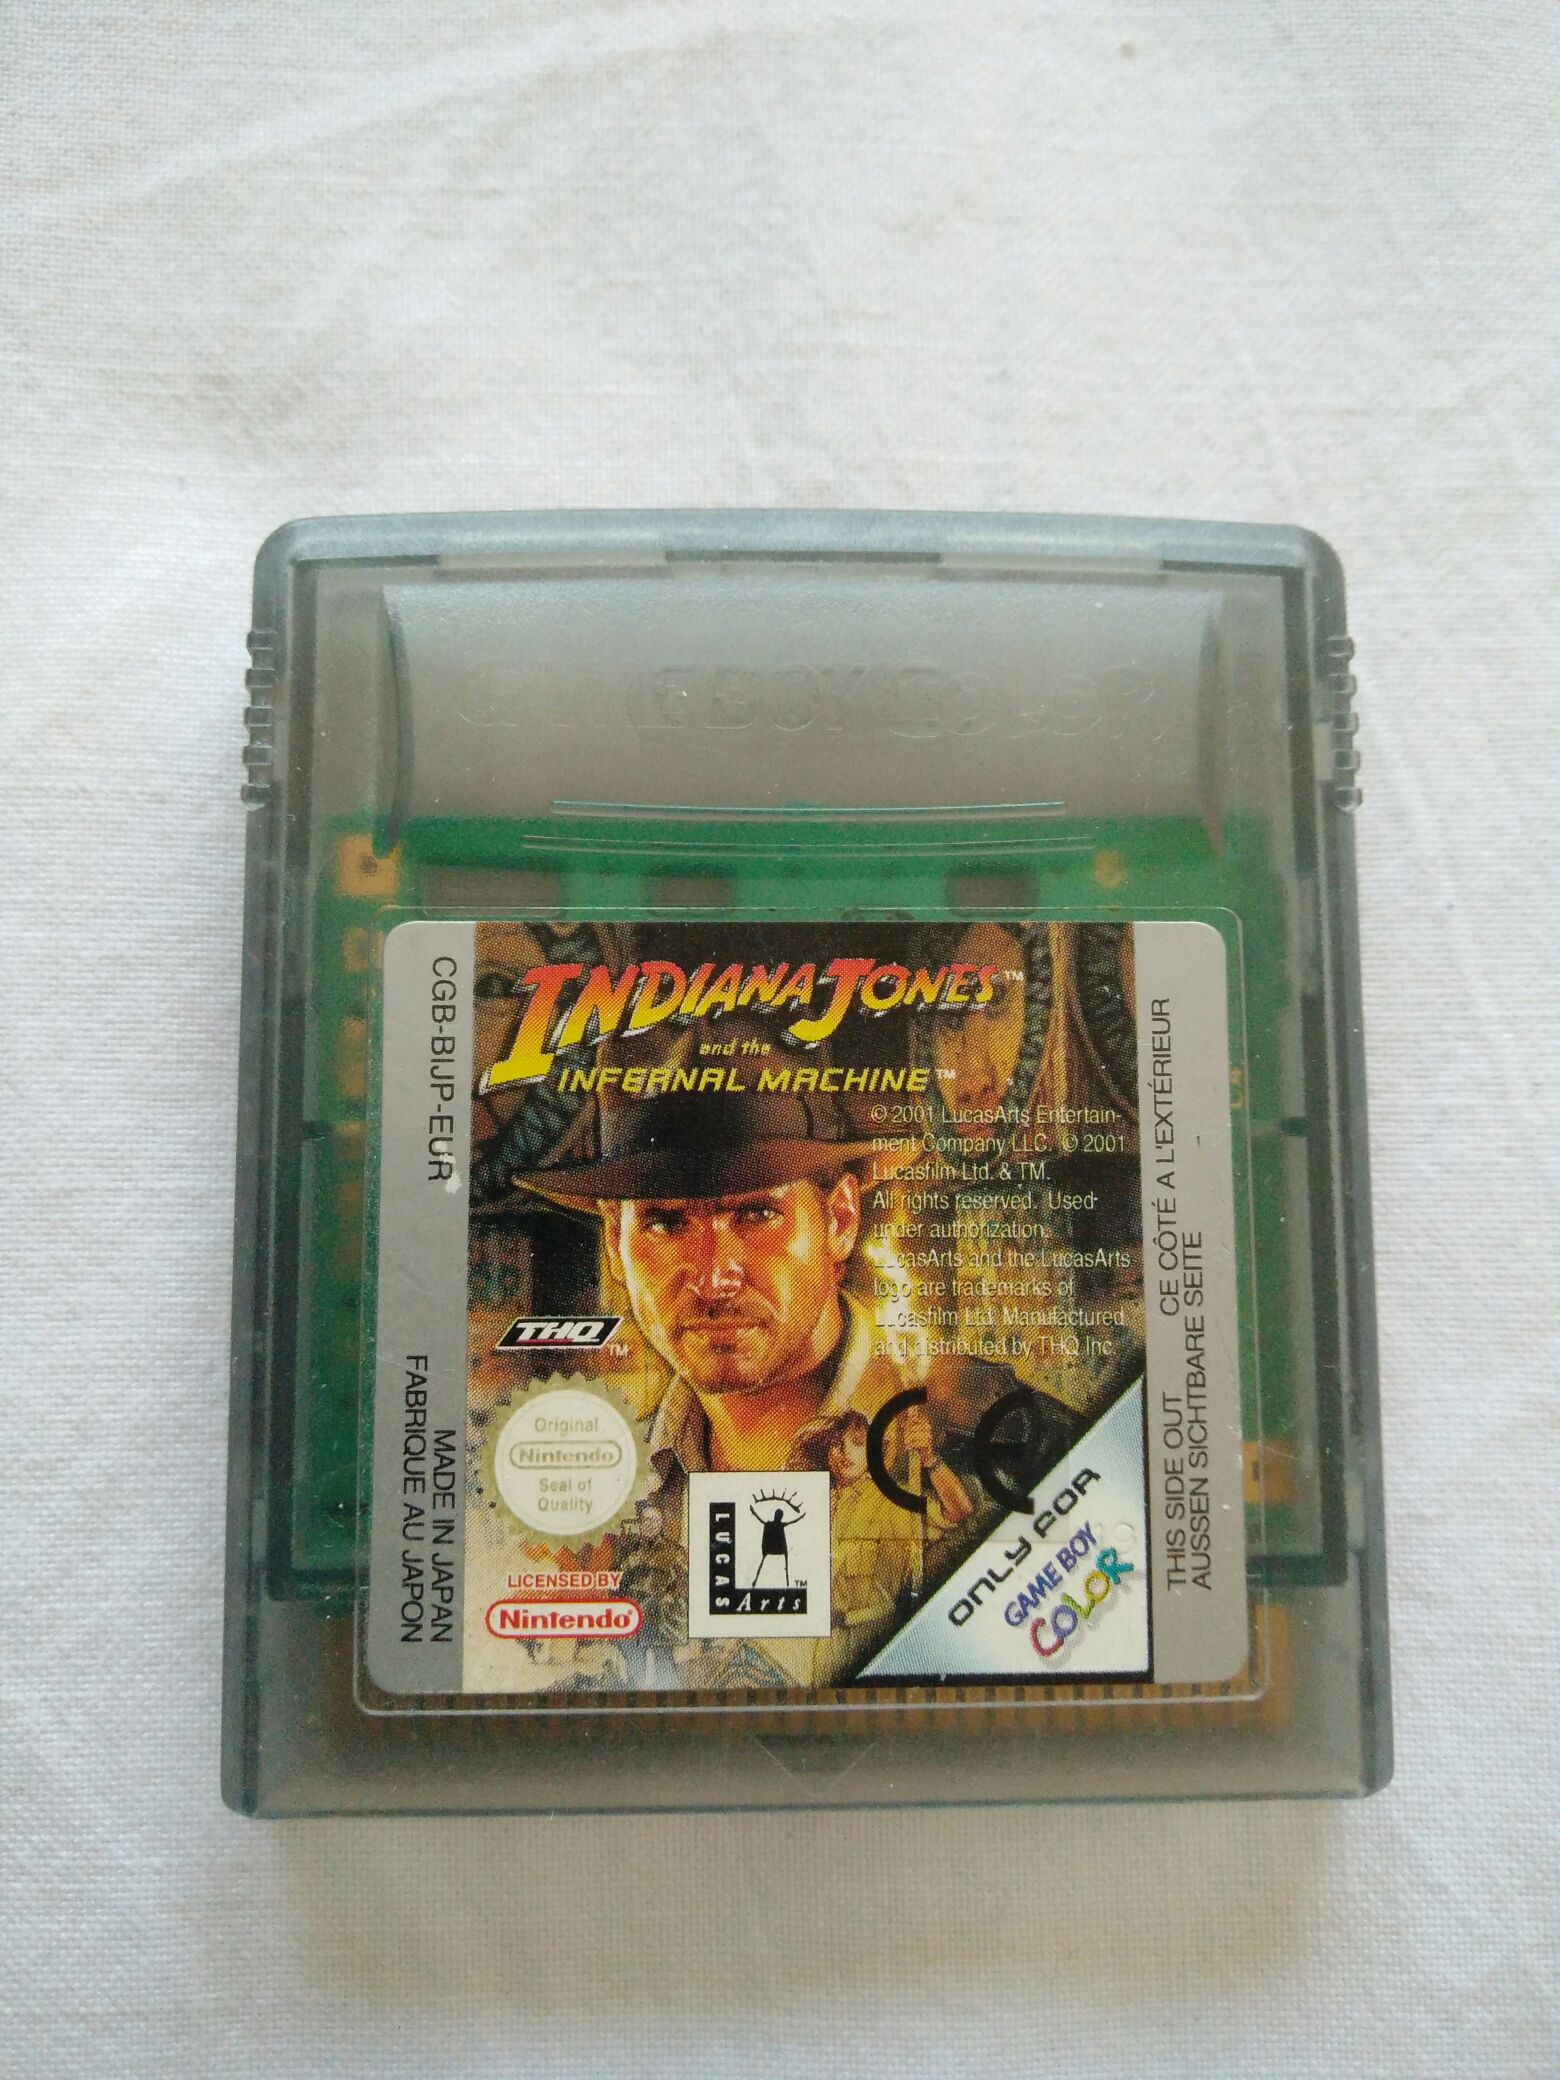 GAME BOY COLOR
INDIANA JONES™
and the
INFERNAL MACHINE™
© 2001 LucasArts Entertain-
ment Company LLC. © 2001
Lucasfilm Ltd. & TM.
All rights reserved. Used
under authorization.
LucasArts and the LucasArts
logo are trademarks of
Lucasfilm Ltd. Manufactured
and distributed by THQ Inc.
THQ™
Original
Nintendo
Seal of
Quality
LICENSED BY
Nintendo
LUCAS
Arts™
CE
ONLY FOR
GAME BOY
COLOR
CGB-BIJP-EUR
MADE IN JAPAN
FABRIQUE AU JAPON
THIS SIDE OUT CE CÔTÉ A L'EXTÉRIEUR
AUSSEN SICHTBARE SEITE